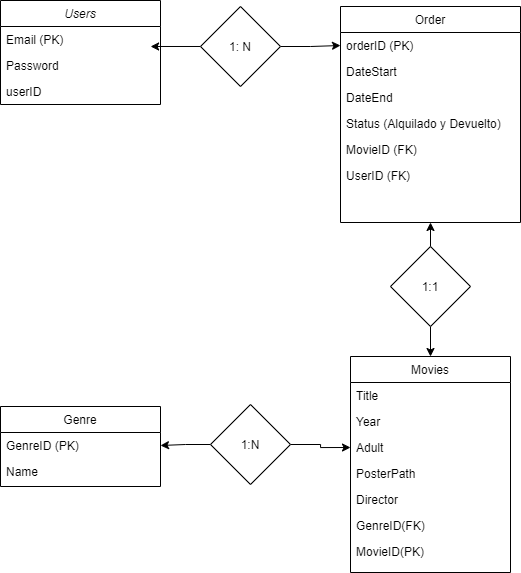 Users
Email (PK)
Password
userID
1: N
Order
orderID (PK)
DateStart
DateEnd
Status (Alquilado y Devuelto)
MovieID (FK)
UserID (FK)
1:1
Movies
Title
Year
Adult
PosterPath
Director
GenreID(FK)
MovieID(PK)
Genre
GenreID (PK)
Name
1:N